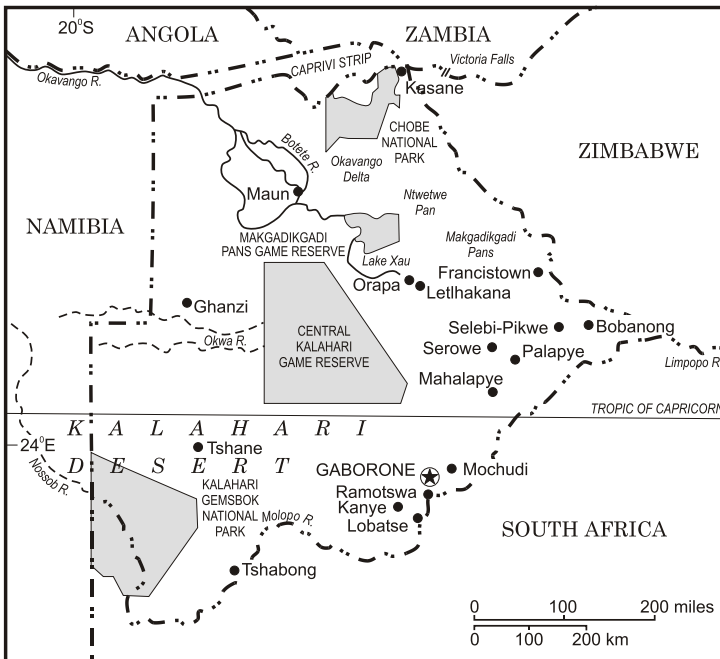 20°S
ANGOLA
ZAMBIA
Victoria Falls
CAPRIVI STRIP
Okavango R.
Kasane
CHOBE
NATIONAL
PARK
Botete R.
Okavango
Delta
ZIMBABWE
Maun
Ntwetwe
Pan
NAMIBIA
MAKGADIKGADI
PANS GAME RESERVE
Makgadikgadi
Pans
Lake Xau
Francistown
Orapa
Letlhakana
Ghanzi
Selebi-Pikwe
Bobanong
CENTRAL
KALAHARI
GAME RESERVE
Okwa R.
Serowe
Palapye
Limpopo R.
Mahalapye
TROPIC OF CAPRICORN
KALAHARI
24°E
Tshane
DESERT
Nossob R.
GABORONE
Mochudi
KALAHARI
GEMSBOK
NATIONAL
PARK
Ramotswa
Kanye
Molopo R.
Lobatse
SOUTH AFRICA
Tshabong
0 100 200 miles
0 100 200 km